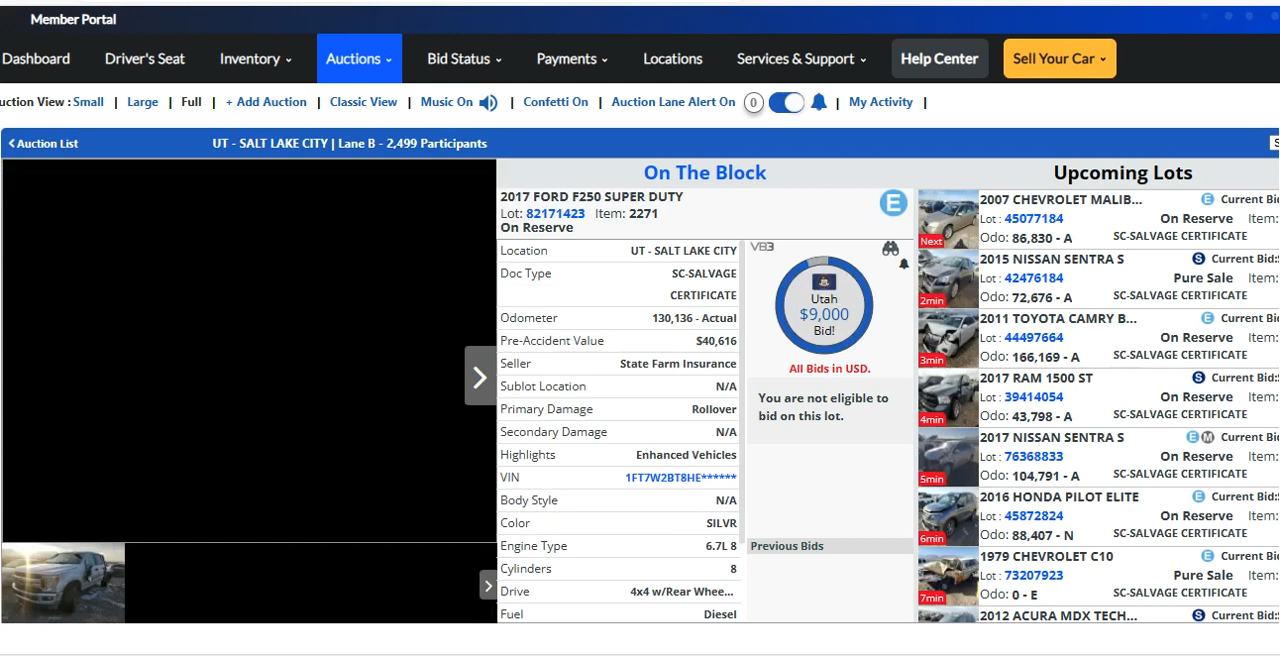 Member Portal
Dashboard Driver's Seat Inventory Auctions Bid Status Payments Locations Services & Support Help Center Sell Your Car
uction View : Small | Large | Full | + Add Auction | Classic View | Music On | Confetti On | Auction Lane Alert On 0 | My Activity |
Auction List UT - SALT LAKE CITY | Lane B - 2,499 Participants
On The Block
2017 FORD F250 SUPER DUTY
Lot: 82171423 Item: 2271
On Reserve
E
Location UT - SALT LAKE CITY
Doc Type SC-SALVAGE
CERTIFICATE
Odometer 130,136 - Actual
Pre-Accident Value $40,616
Seller State Farm Insurance
Sublot Location N/A
Primary Damage Rollover
Secondary Damage N/A
Highlights Enhanced Vehicles
VIN 1FT7W2BT8HE******
Body Style N/A
Color SILVR
Engine Type 6.7L 8
Cylinders 8
Drive 4x4 w/Rear Whee...
Fuel Diesel
VB3
Utah
$9,000
Bid!
All Bids in USD.
You are not eligible to
bid on this lot.
Previous Bids
Upcoming Lots
2007 CHEVROLET MALIB... E Current Bi
Lot : 45077184 On Reserve Item:
Next Odo: 86,830 - A SC-SALVAGE CERTIFICATE
2015 NISSAN SENTRA S S Current Bid:
Lot : 42476184 Pure Sale Item:
2min Odo: 72,676 - A SC-SALVAGE CERTIFICATE
2011 TOYOTA CAMRY B... E Current Bi
Lot : 44497664 On Reserve Item:
3min Odo: 166,169 - A SC-SALVAGE CERTIFICATE
2017 RAM 1500 ST S Current Bid:
Lot : 39414054 On Reserve Item:
4min Odo: 43,798 - A SC-SALVAGE CERTIFICATE
2017 NISSAN SENTRA S E M Current Bi
Lot : 76368833 On Reserve Item:
5min Odo: 104,791 - A SC-SALVAGE CERTIFICATE
2016 HONDA PILOT ELITE E Current Bid:
Lot : 45872824 On Reserve Item:
6min Odo: 88,407 - N SC-SALVAGE CERTIFICATE
1979 CHEVROLET C10 E Current Bi
Lot : 73207923 Pure Sale Item:
7min Odo: 0 - E SC-SALVAGE CERTIFICATE
2012 ACURA MDX TECH... S Current Bid: